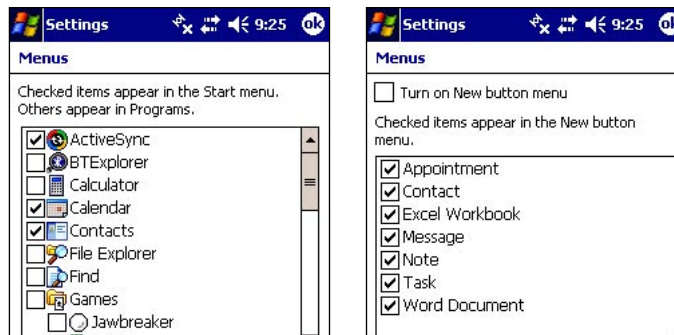 Settings 9:25 ok
Menus
Checked items appear in the Start menu.
Others appear in Programs.
ActiveSync
BTExplorer
Calculator
Calendar
Contacts
File Explorer
Find
Games
Jawbreaker
Settings 9:25 ok
Menus
Turn on New button menu
Checked items appear in the New button
menu.
Appointment
Contact
Excel Workbook
Message
Note
Task
Word Document